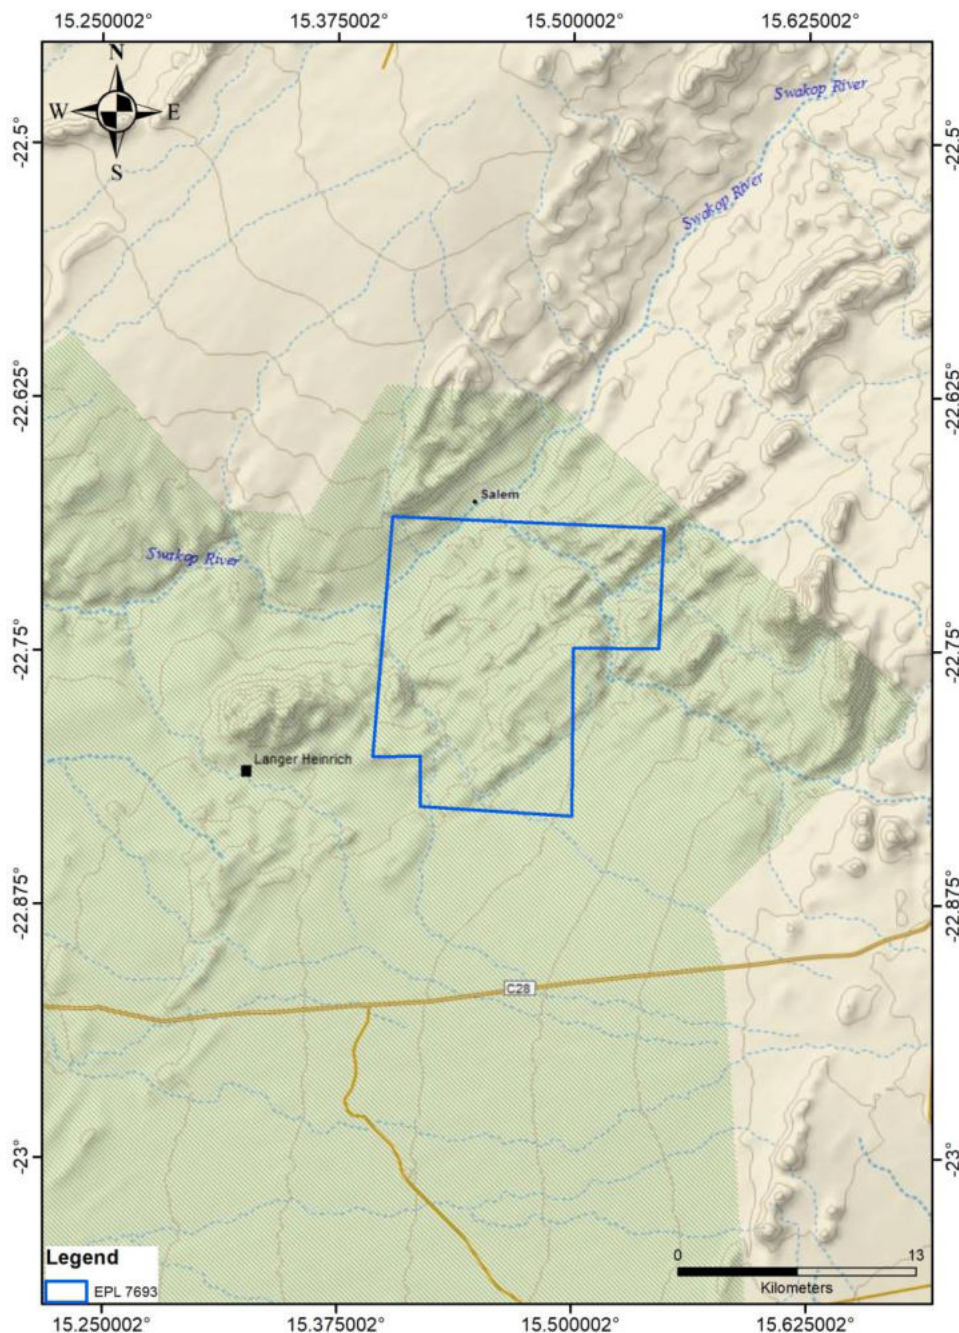 15.250002° 15.375002° 15.500002° 15.625002°
N
W E
S
Swakop River
-22.5° -22.5°
Swakop River
-22.625° -22.625°
Salem
Swakop River
-22.75° -22.75°
Langer Heinrich
-22.875° -22.875°
C28
-23° -23°
Legend
EPL 7693
0 13
Kilometers
15.250002° 15.375002° 15.500002° 15.625002°